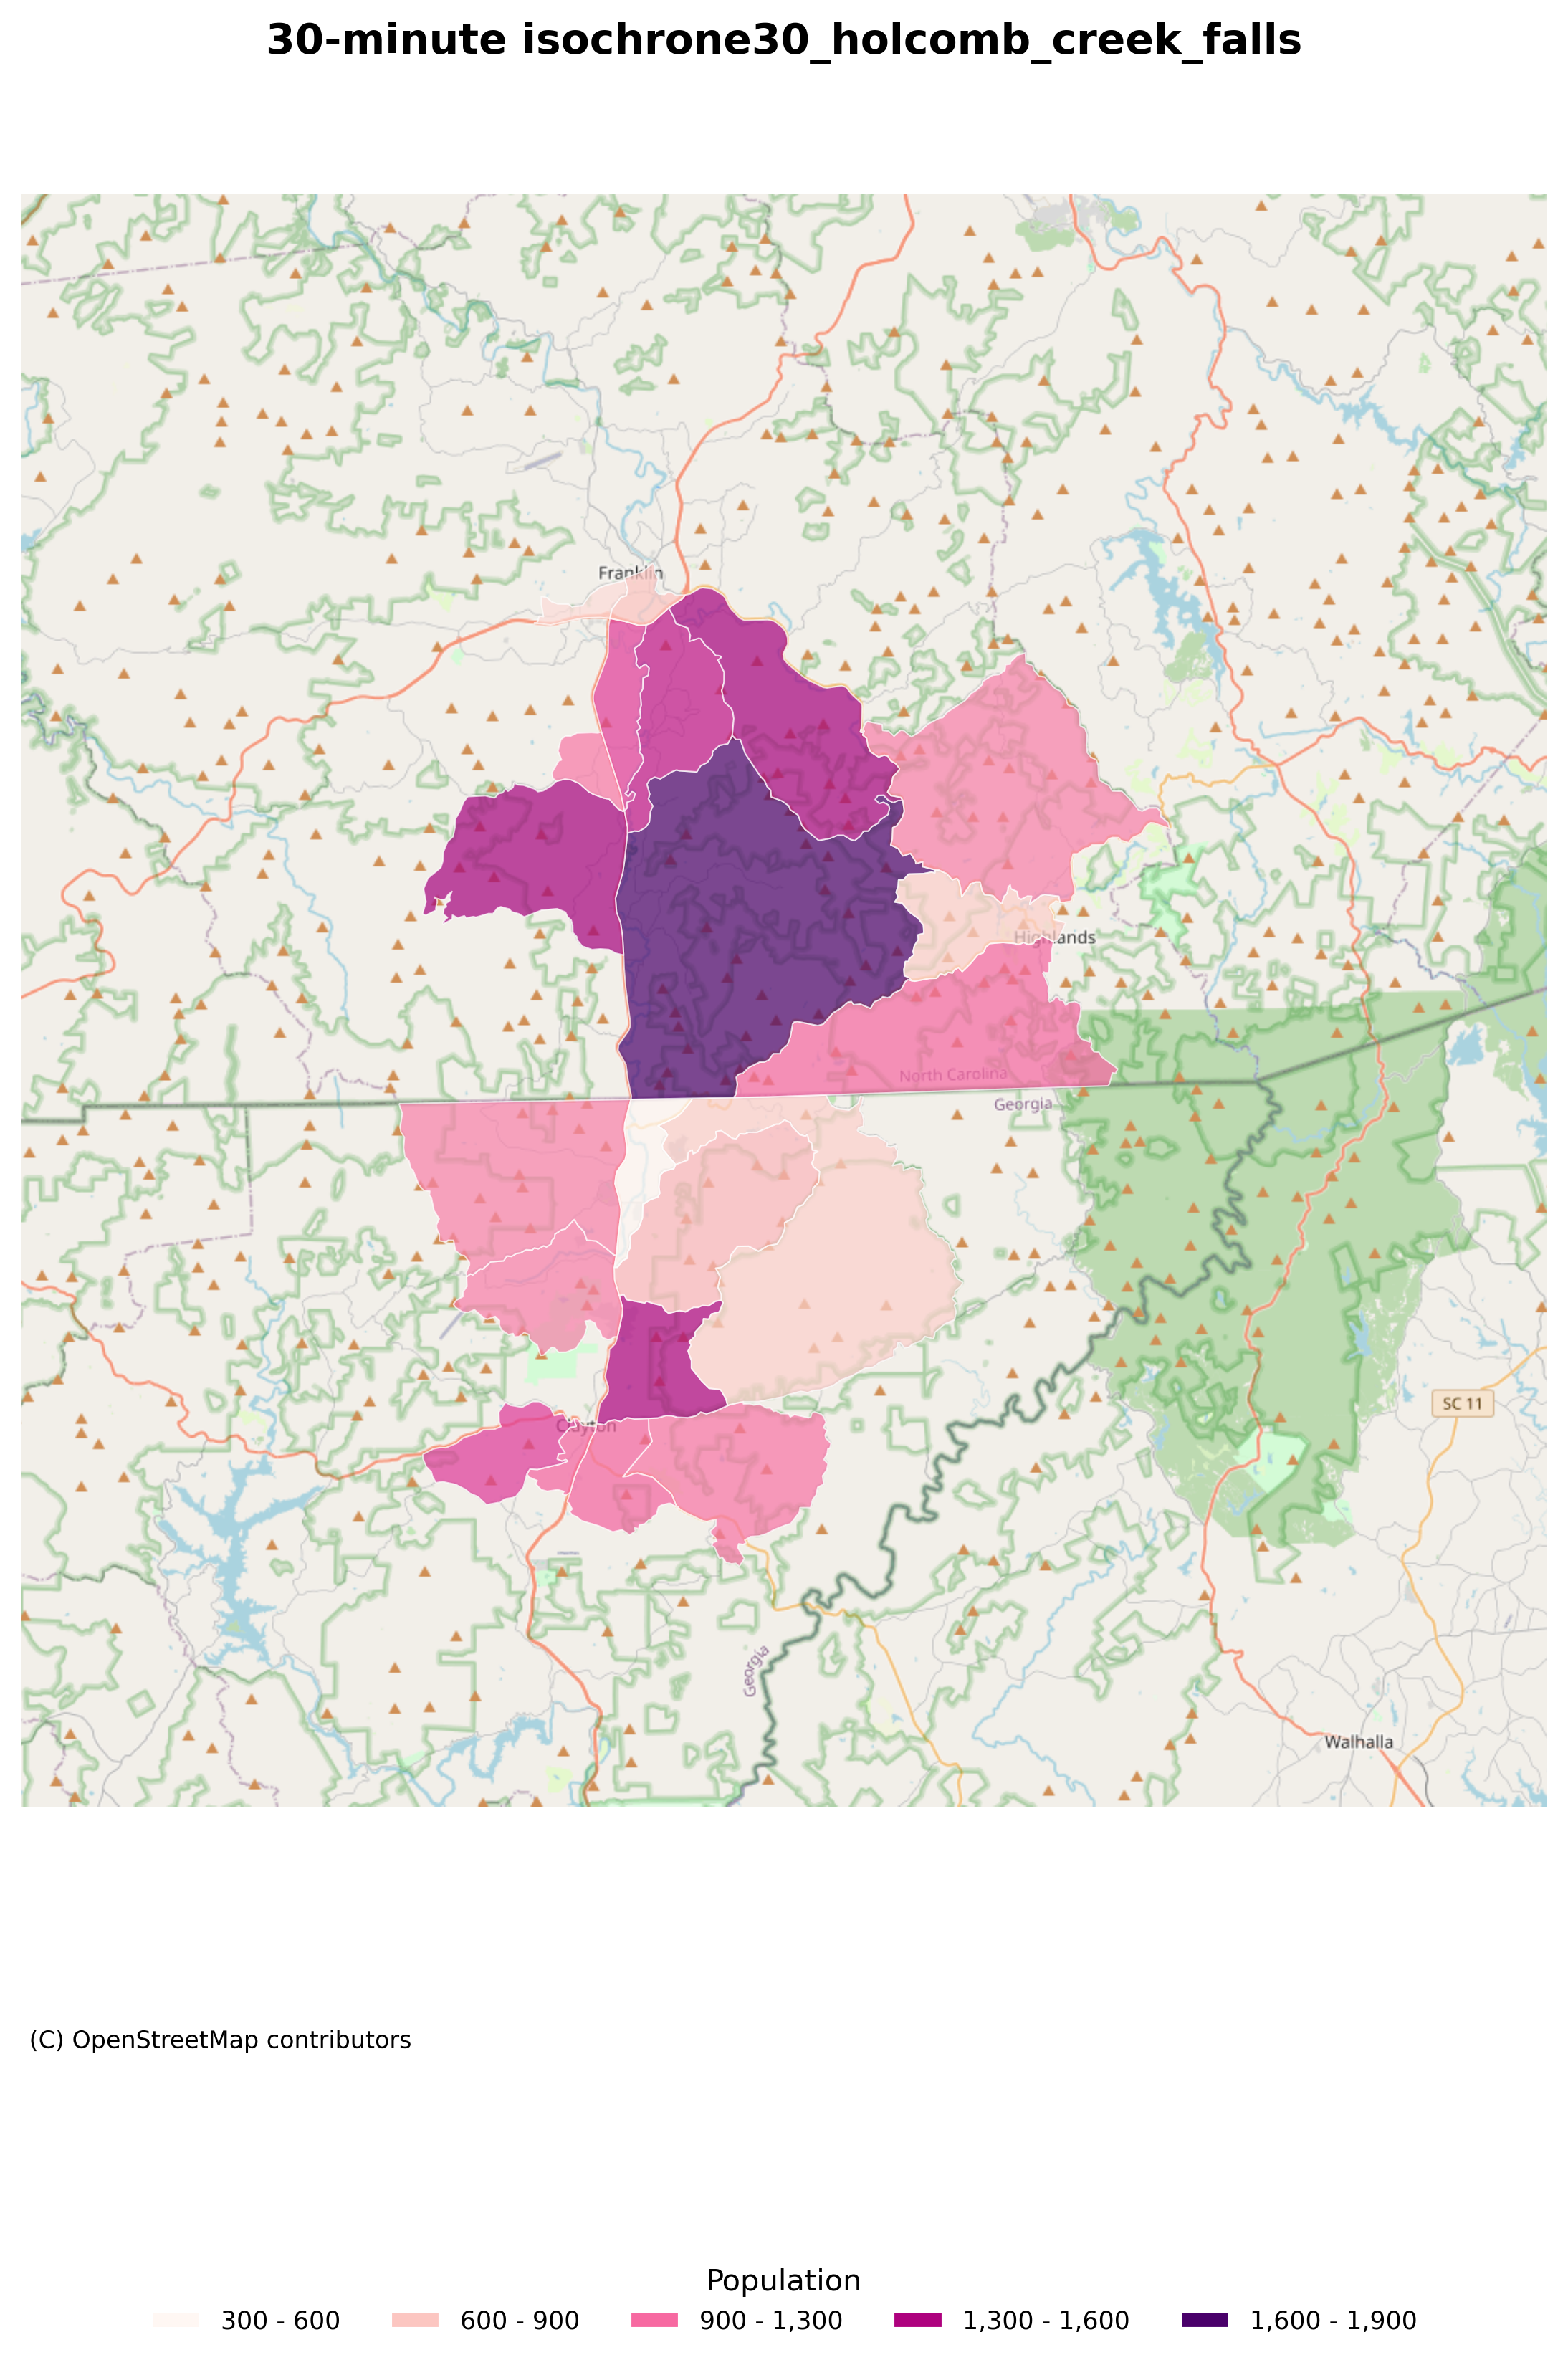 30-minute isochrone30_holcomb_creek_falls
Franklin
Highlands
North Carolina
Georgia
SC 11
Clayton
Georgia
Walhalla
(C) OpenStreetMap contributors
Population
300 - 600
600 - 900
900 - 1,300
1,300 - 1,600
1,600 - 1,900